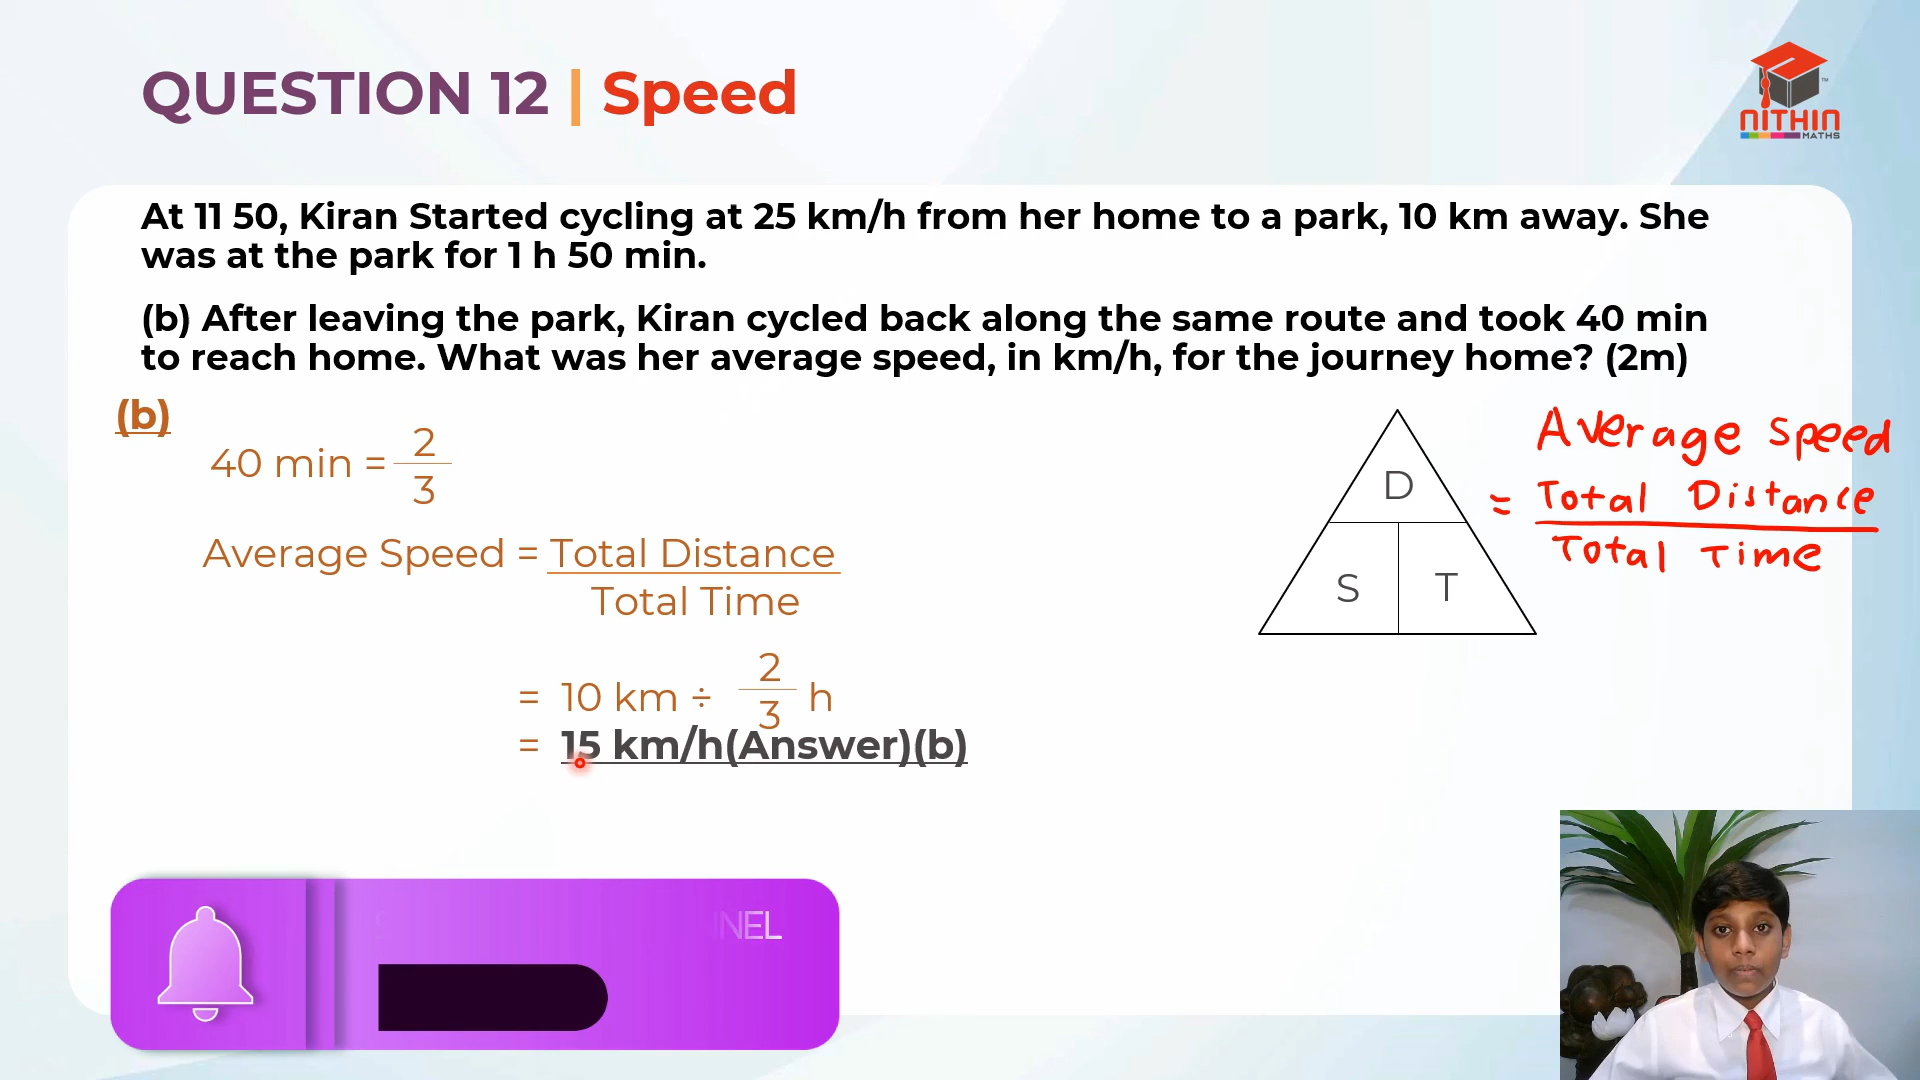 QUESTION 12 | Speed
NITHIN
MATHS
TM
At 11 50, Kiran Started cycling at 25 km/h from her home to a park, 10 km away. She
was at the park for 1 h 50 min.
(b) After leaving the park, Kiran cycled back along the same route and took 40 min
to reach home. What was her average speed, in km/h, for the journey home? (2m)
(b)
40 min = 2/3
Average Speed = Total Distance
Total Time
= 10 km ÷ 2/3 h
= 15 km/h(Answer)(b)
D
S T
Average Speed
= Total Distance
Total Time
NEL